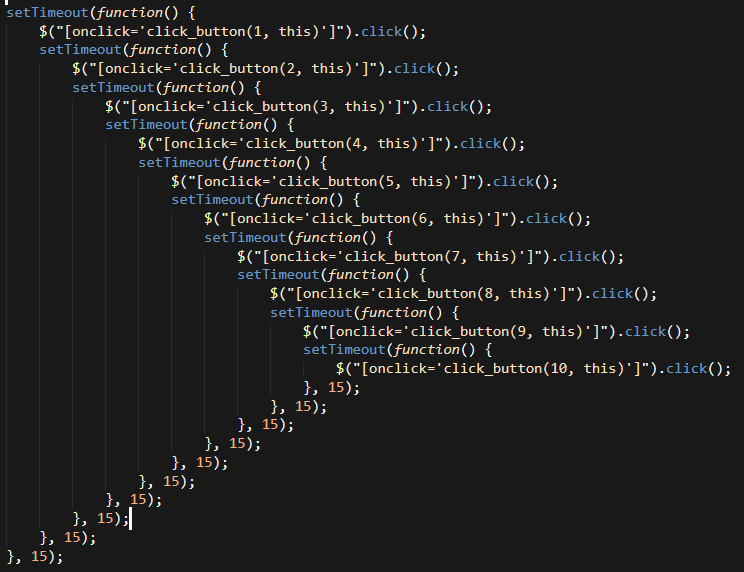 setTimeout(function() {
    $("[onclick='click_button(1, this)']").click();
    setTimeout(function() {
        $("[onclick='click_button(2, this)']").click();
        setTimeout(function() {
            $("[onclick='click_button(3, this)']").click();
            setTimeout(function() {
                $("[onclick='click_button(4, this)']").click();
                setTimeout(function() {
                    $("[onclick='click_button(5, this)']").click();
                    setTimeout(function() {
                        $("[onclick='click_button(6, this)']").click();
                        setTimeout(function() {
                            $("[onclick='click_button(7, this)']").click();
                            setTimeout(function() {
                                $("[onclick='click_button(8, this)']").click();
                                setTimeout(function() {
                                    $("[onclick='click_button(9, this)']").click();
                                    setTimeout(function() {
                                        $("[onclick='click_button(10, this)']").click();
                                    }, 15);
                                }, 15);
                            }, 15);
                        }, 15);
                    }, 15);
                }, 15);
            }, 15);
        }, 15);
    }, 15);
}, 15);